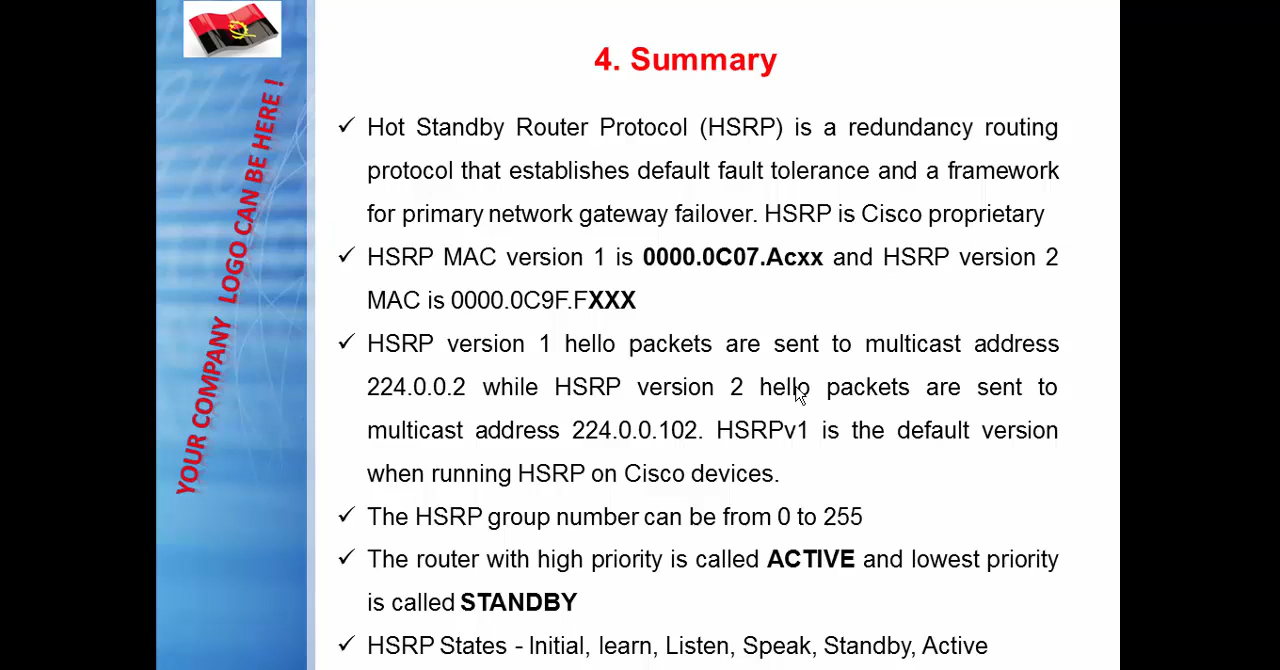 4. Summary
YOUR COMPANY LOGO CAN BE HERE !
✓ Hot Standby Router Protocol (HSRP) is a redundancy routing
protocol that establishes default fault tolerance and a framework
for primary network gateway failover. HSRP is Cisco proprietary
✓ HSRP MAC version 1 is 0000.0C07.Acxx and HSRP version 2
MAC is 0000.0C9F.FXXX
✓ HSRP version 1 hello packets are sent to multicast address
224.0.0.2 while HSRP version 2 hello packets are sent to
multicast address 224.0.0.102. HSRPv1 is the default version
when running HSRP on Cisco devices.
✓ The HSRP group number can be from 0 to 255
✓ The router with high priority is called ACTIVE and lowest priority
is called STANDBY
✓ HSRP States - Initial, learn, Listen, Speak, Standby, Active